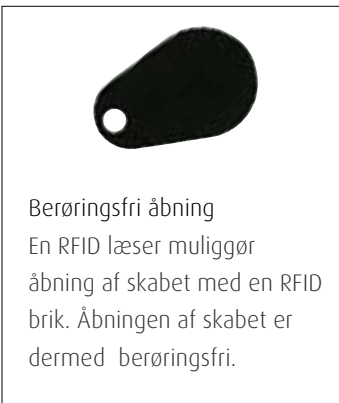 Berøringsfri åbning
En RFID læser muliggør
åbning af skabet med en RFID
brik. Åbningen af skabet er
dermed  berøringsfri.